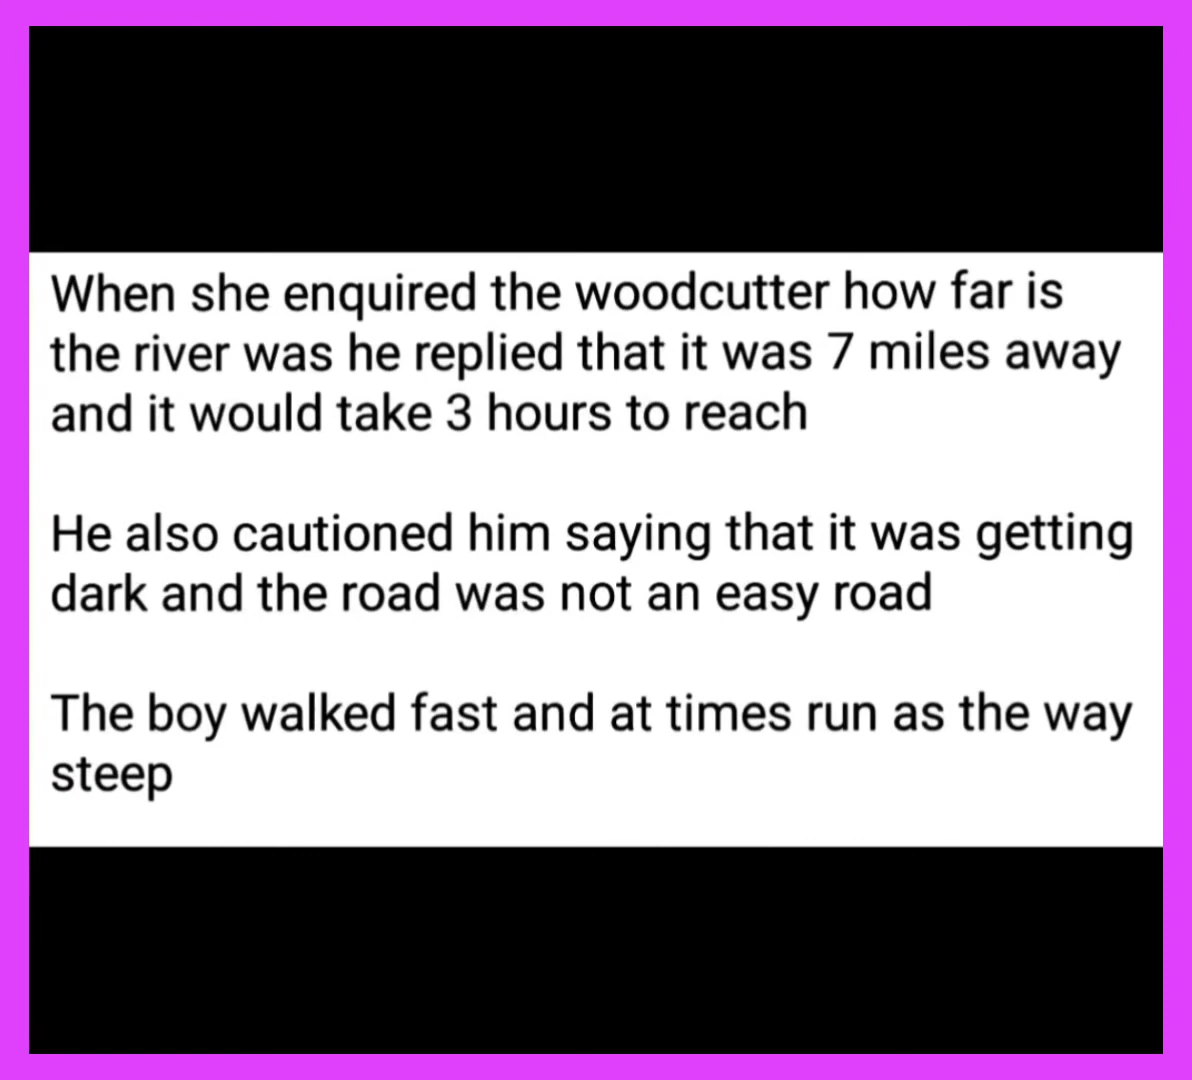 When she enquired the woodcutter how far is
the river was he replied that it was 7 miles away
and it would take 3 hours to reach
He also cautioned him saying that it was getting
dark and the road was not an easy road
The boy walked fast and at times run as the way
steep